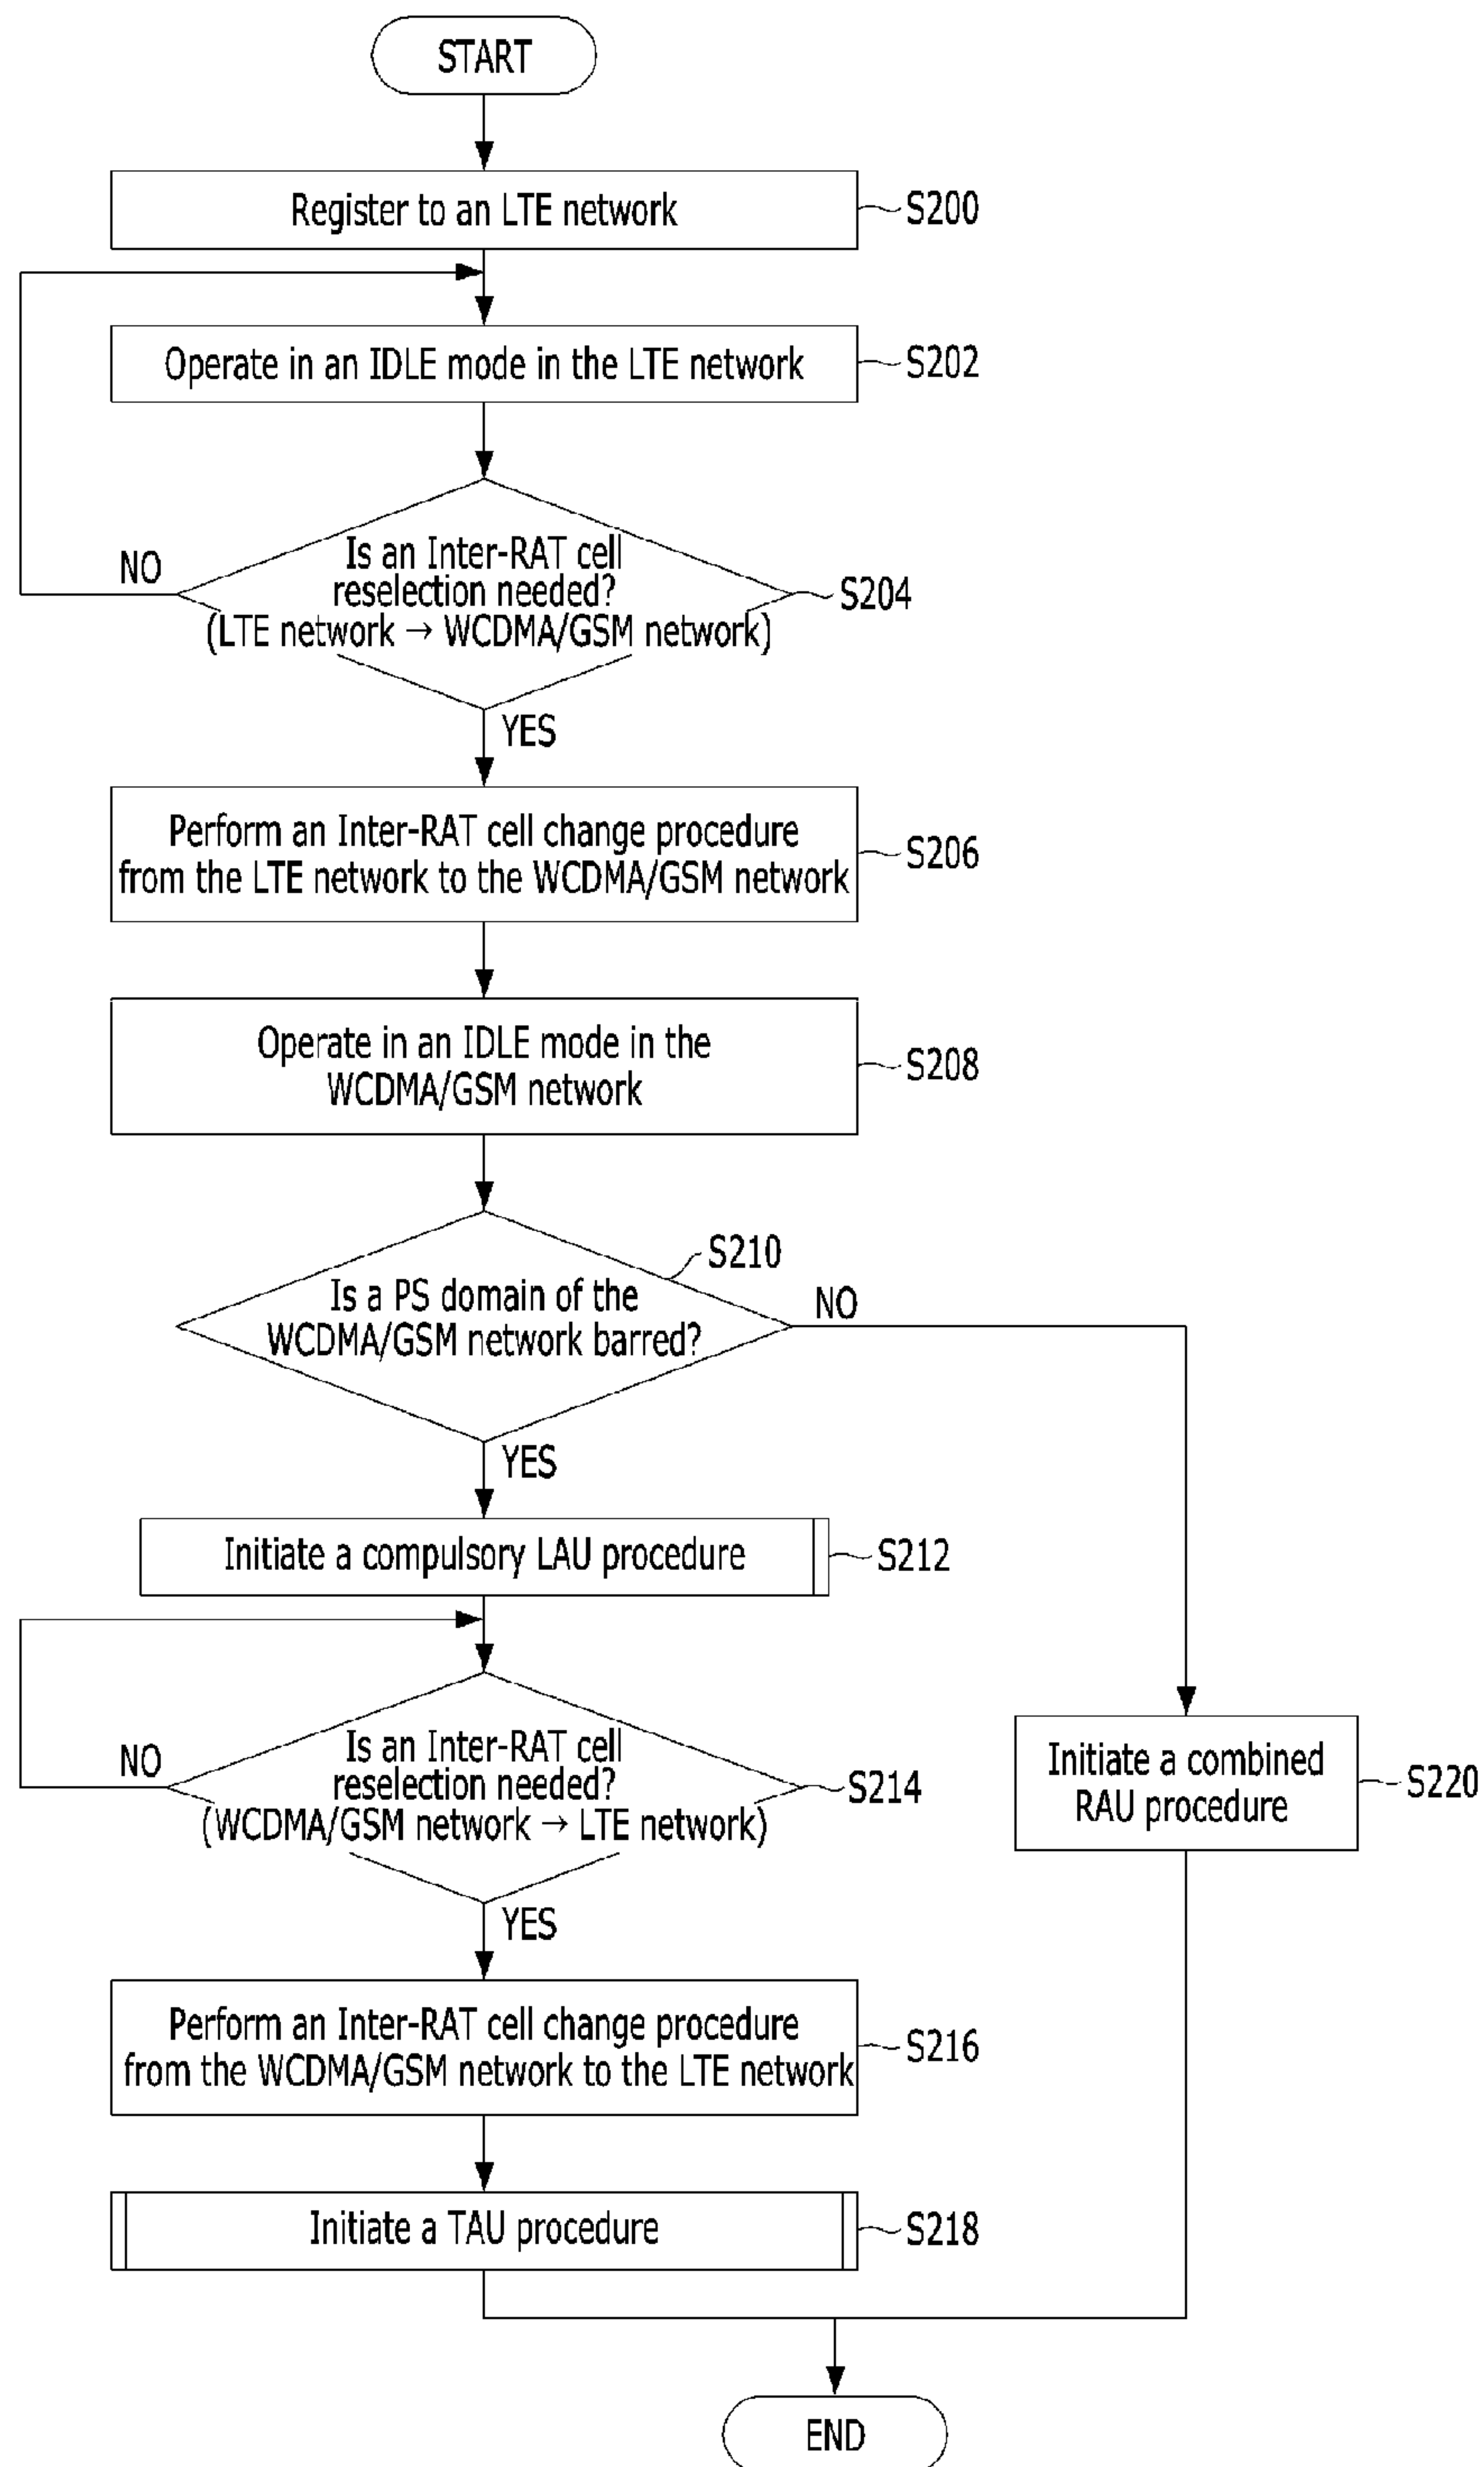 START
Register to an LTE network
S200
Operate in an IDLE mode in the LTE network
S202
Is an Inter-RAT cell
reselection needed?
(LTE network → WCDMA/GSM network)
S204
NO
YES
Perform an Inter-RAT cell change procedure
from the LTE network to the WCDMA/GSM network
S206
Operate in an IDLE mode in the
WCDMA/GSM network
S208
S210
Is a PS domain of the
WCDMA/GSM network barred?
NO
YES
Initiate a compulsory LAU procedure
S212
Is an Inter-RAT cell
reselection needed?
(WCDMA/GSM network → LTE network)
S214
NO
YES
Initiate a combined
RAU procedure
S220
Perform an Inter-RAT cell change procedure
from the WCDMA/GSM network to the LTE network
S216
Initiate a TAU procedure
S218
END